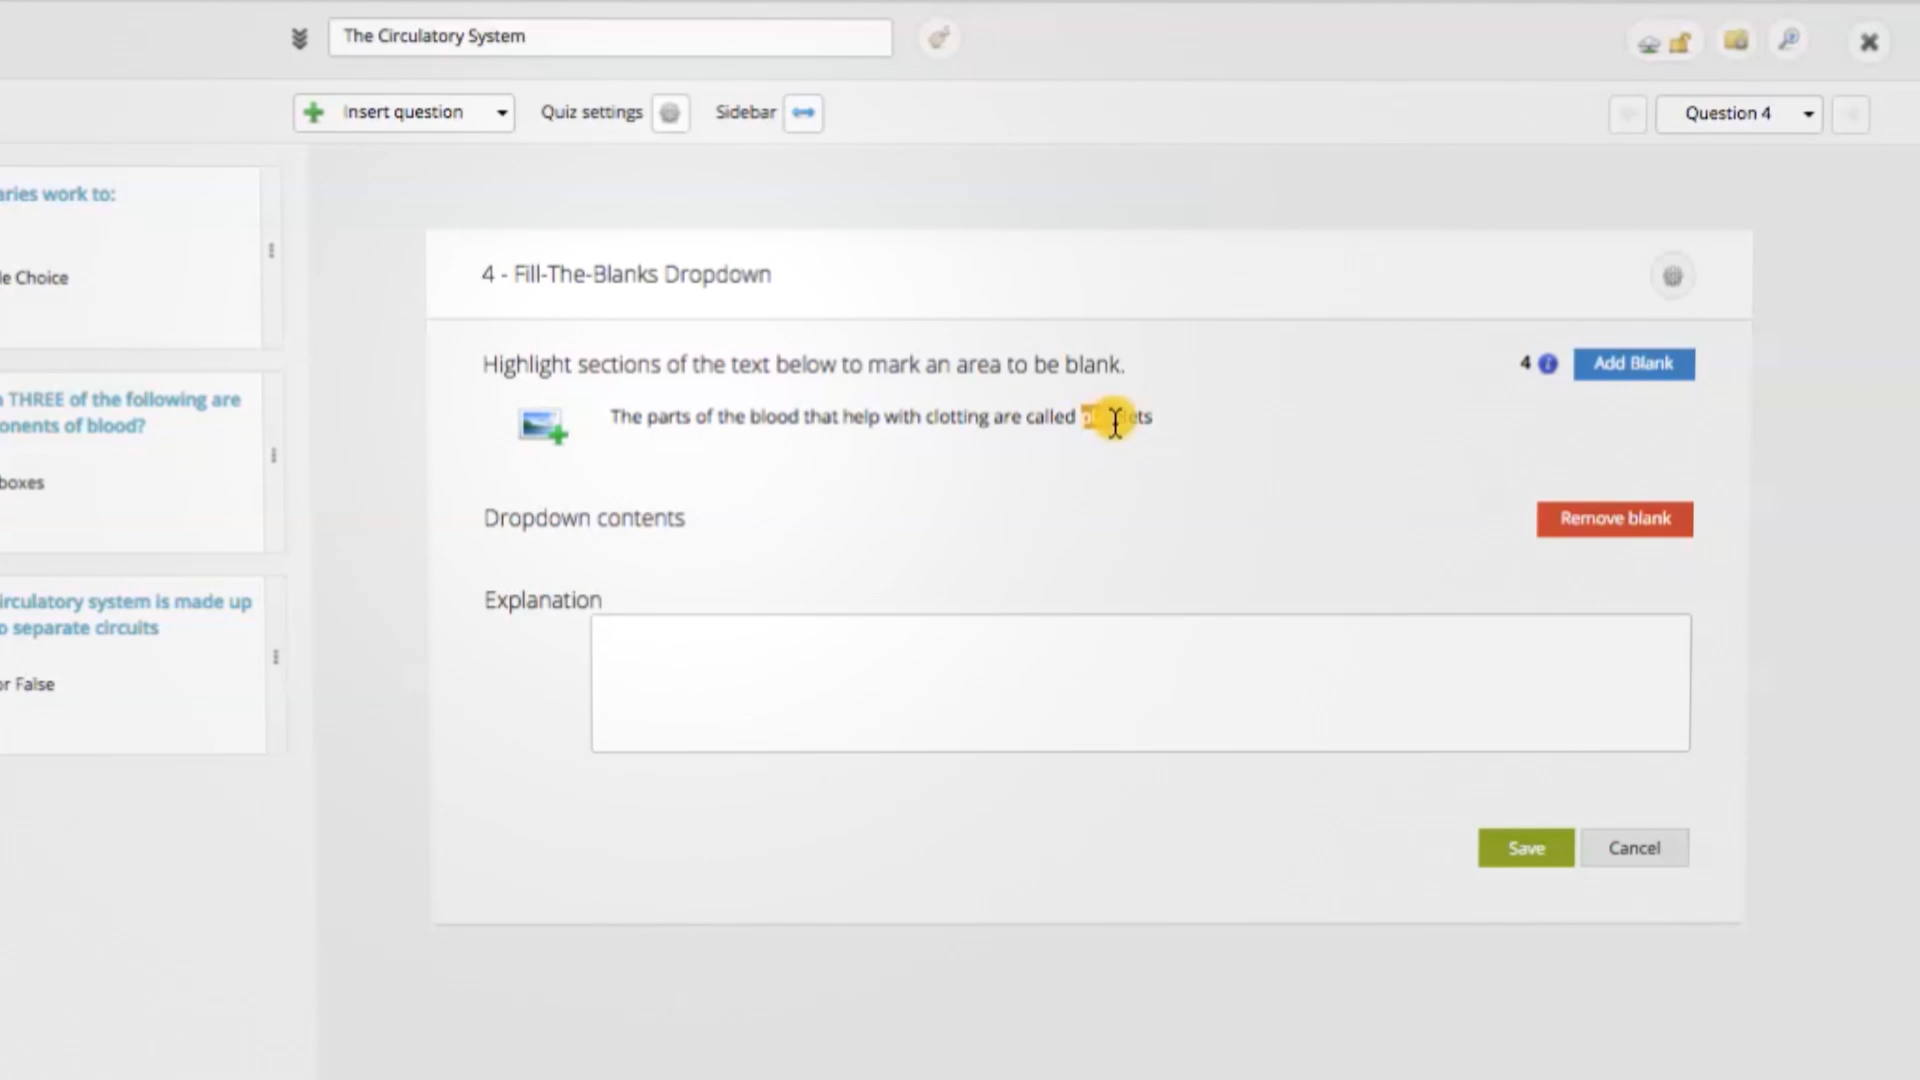 The Circulatory System
Insert question
Quiz settings
Sidebar
Question 4
aries work to:
le Choice
THREE of the following are
onents of blood?
boxes
irculatory system is made up
o separate circuits
or False
4 - Fill-The-Blanks Dropdown
Highlight sections of the text below to mark an area to be blank.
4
Add Blank
The parts of the blood that help with clotting are called
Dropdown contents
Remove blank
Explanation
Save
Cancel